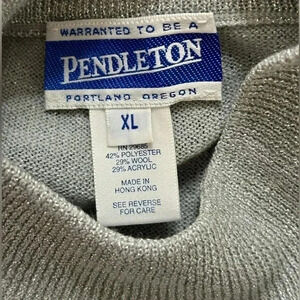 WARRANTED TO BE A
PENDLETON
PORTLAND, OREGON
XL
RN 29685
42% POLYESTER
29% WOOL
29% ACRYLIC
MADE IN
HONG KONG
SEE REVERSE
FOR CARE